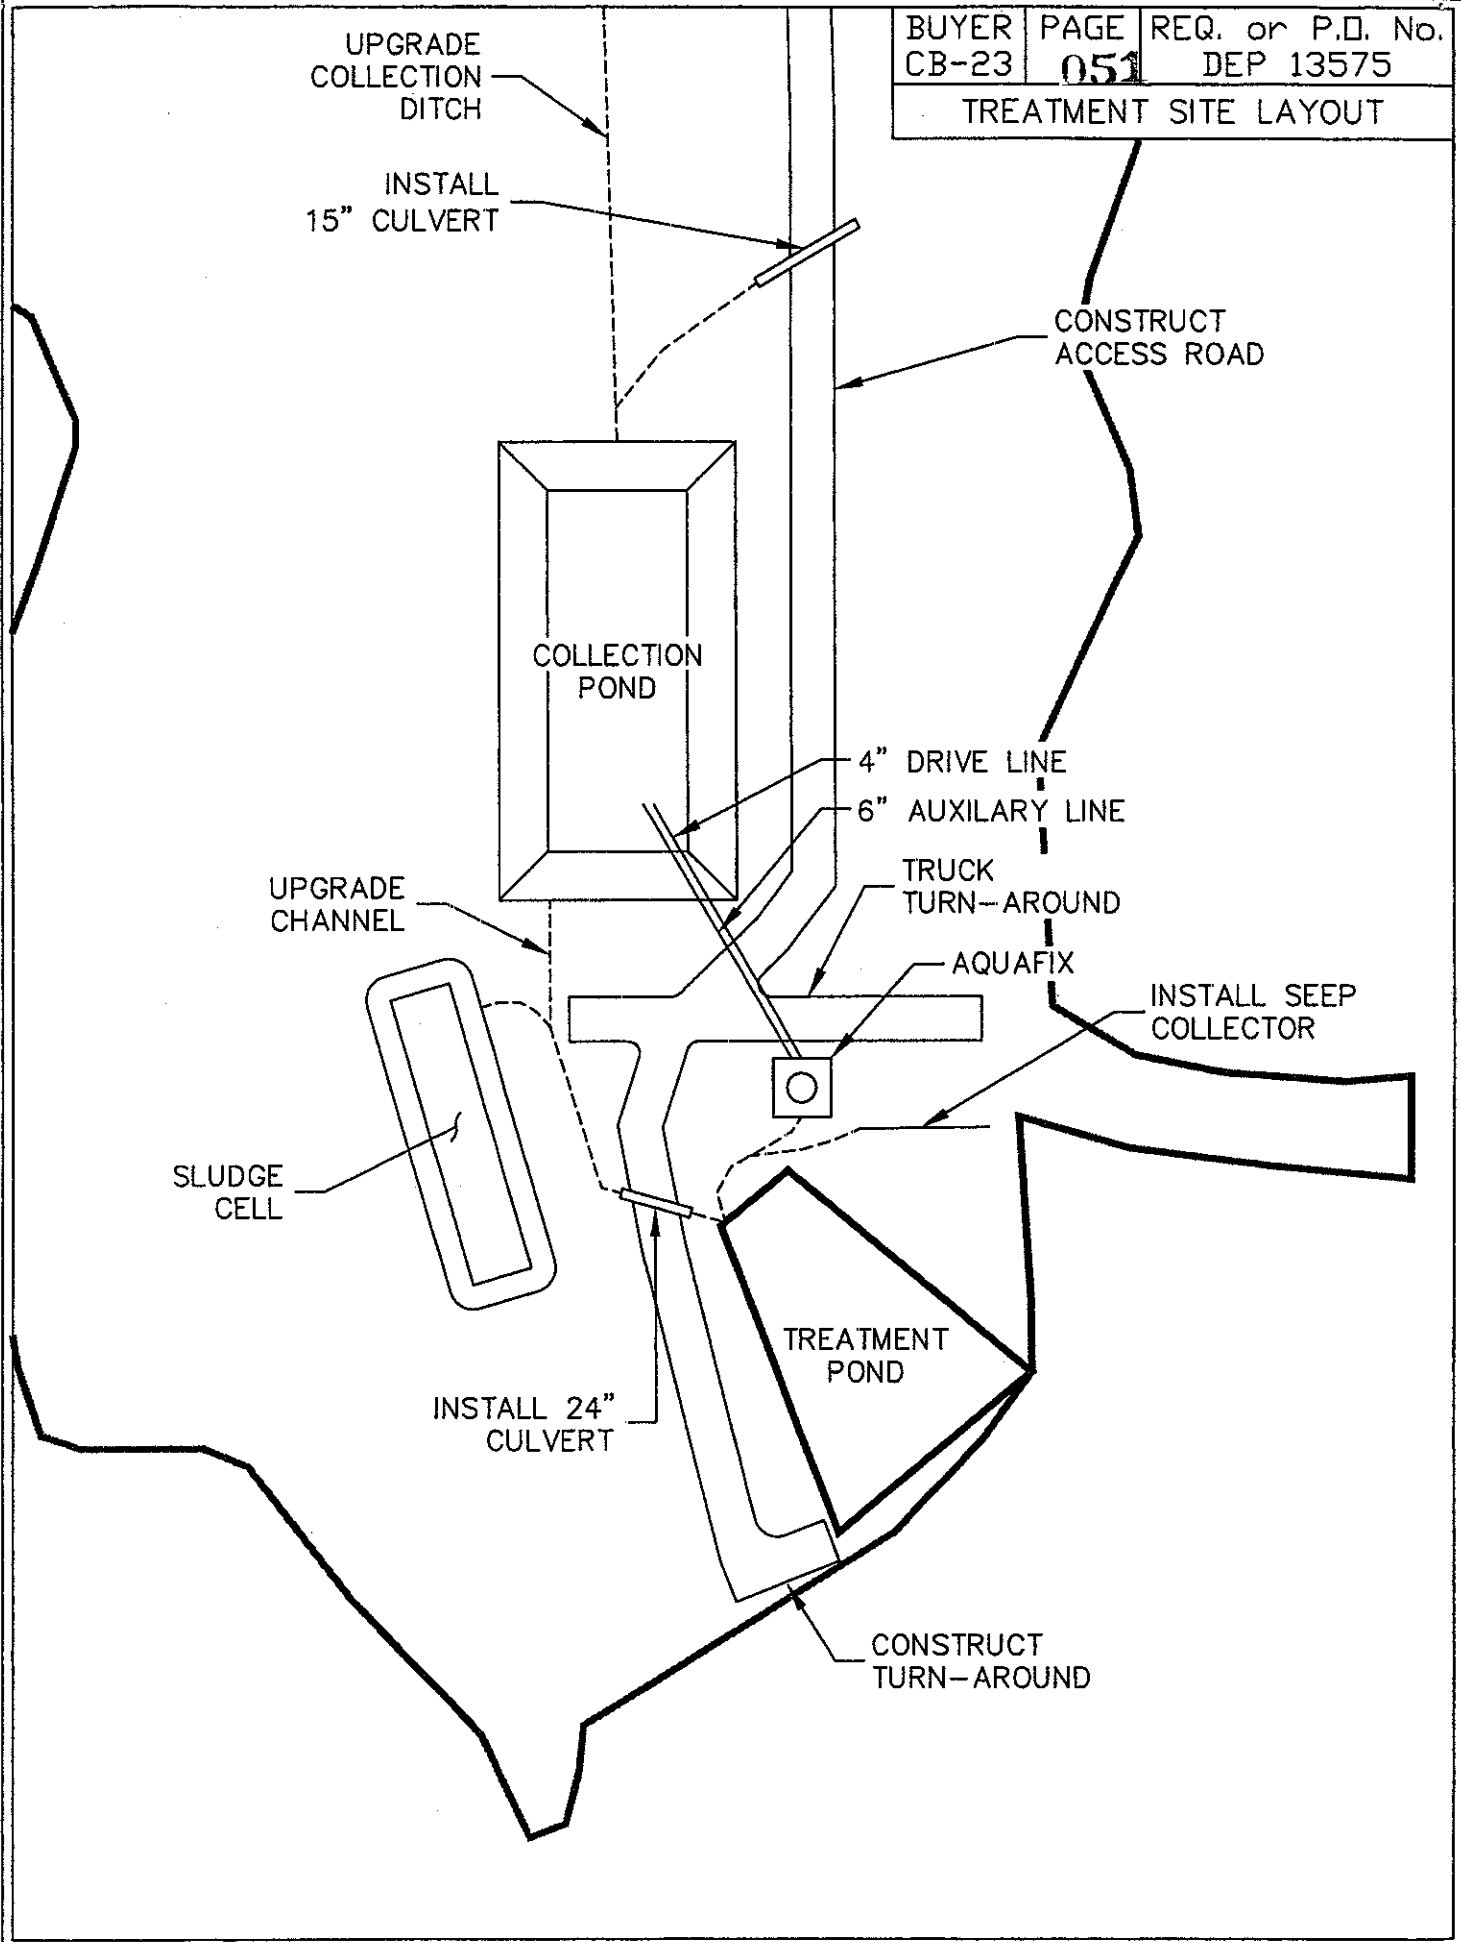 BUYER
CB-23
PAGE
051
REQ. or P.O. No.
DEP 13575
TREATMENT SITE LAYOUT
UPGRADE
COLLECTION
DITCH
INSTALL
15" CULVERT
CONSTRUCT
ACCESS ROAD
COLLECTION
POND
4" DRIVE LINE
6" AUXILARY LINE
TRUCK
TURN-AROUND
UPGRADE
CHANNEL
AQUAFIX
INSTALL SEEP
COLLECTOR
SLUDGE
CELL
TREATMENT
POND
INSTALL 24"
CULVERT
CONSTRUCT
TURN-AROUND